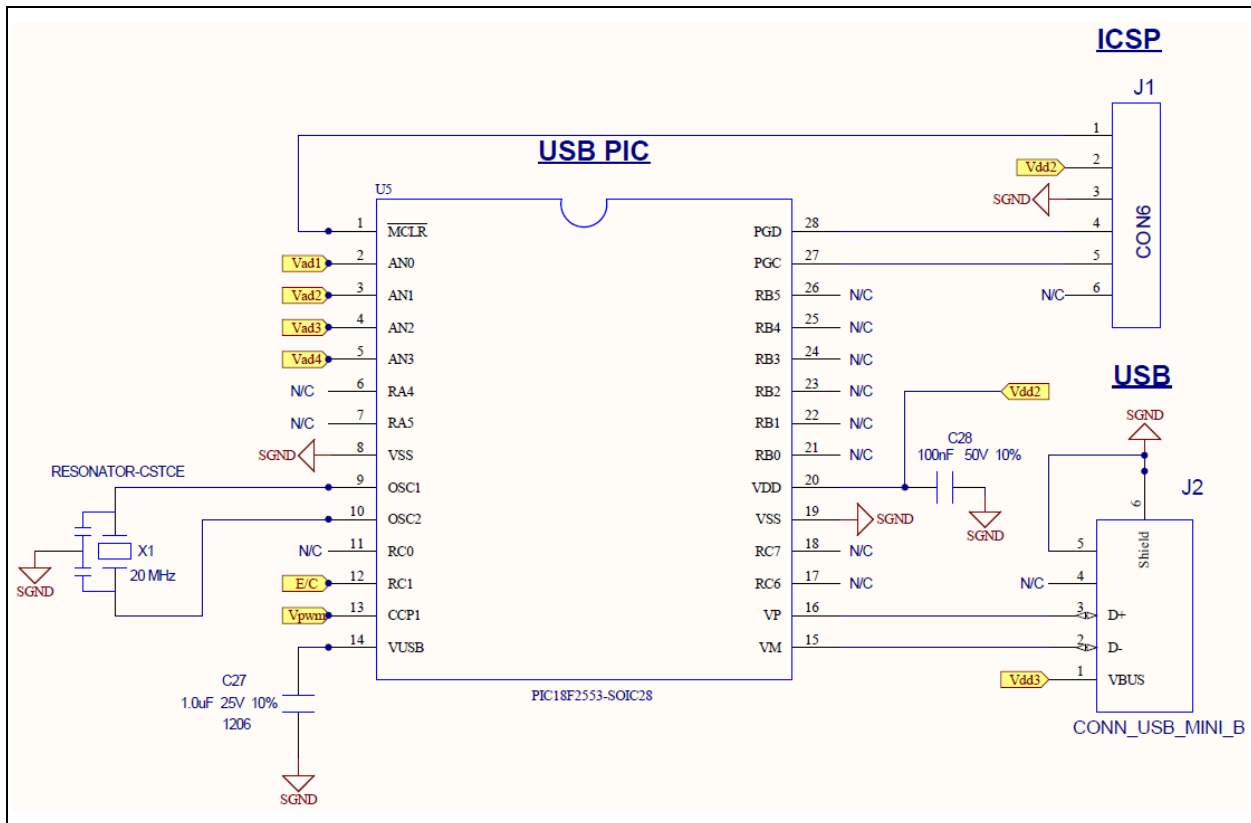 ICSP
J1
1
Vdd2
2
SGND
3
4
5
N/C
6
CON6
USB PIC
U5
1
MCLR
Vad1
2
AN0
Vad2
3
AN1
Vad3
4
AN2
Vad4
5
AN3
N/C
6
RA4
N/C
7
RA5
SGND
8
VSS
9
OSC1
10
OSC2
N/C
11
RC0
E/C
12
RC1
Vpwm
13
CCP1
14
VUSB
PGD
28
PGC
27
RB5
26
N/C
RB4
25
N/C
RB3
24
N/C
RB2
23
N/C
RB1
22
N/C
RB0
21
N/C
VDD
20
VSS
19
SGND
RC7
18
N/C
RC6
17
N/C
VP
16
VM
15
PIC18F2553-SOIC28
RESONATOR-CSTCE
X1
20 MHz
SGND
C27
1.0uF 25V 10%
1206
SGND
Vdd2
C28
100nF 50V 10%
SGND
USB
SGND
J2
6
Shield
5
N/C
4
3
D+
2
D-
Vdd3
1
VBUS
CONN_USB_MINI_B